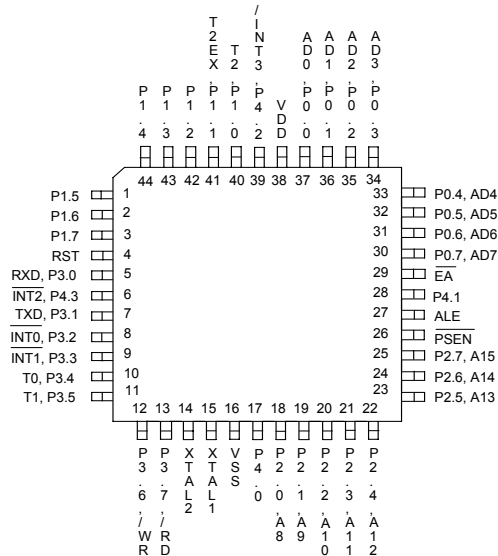 P1.4
P1.3
P1.2
T2EX,P1.1
T2,P1.0
/INT3,P4.2
VDD
AD0,P0.0
AD1,P0.1
AD2,P0.2
AD3,P0.3
44 43 42 41 40 39 38 37 36 35 34
P1.5 1
P1.6 2
P1.7 3
RST 4
RXD, P3.0 5
INT2, P4.3 6
TXD, P3.1 7
INT0, P3.2 8
INT1, P3.3 9
T0, P3.4 10
T1, P3.5 11
33 P0.4, AD4
32 P0.5, AD5
31 P0.6, AD6
30 P0.7, AD7
29 EA
28 P4.1
27 ALE
26 PSEN
25 P2.7, A15
24 P2.6, A14
23 P2.5, A13
12 13 14 15 16 17 18 19 20 21 22
P3.6,/WR
P3.7,/RD
XTAL2
XTAL1
VSS
P4.0
P2.0,A8
P2.1,A9
P2.2,A10
P2.3,A11
P2.4,A12